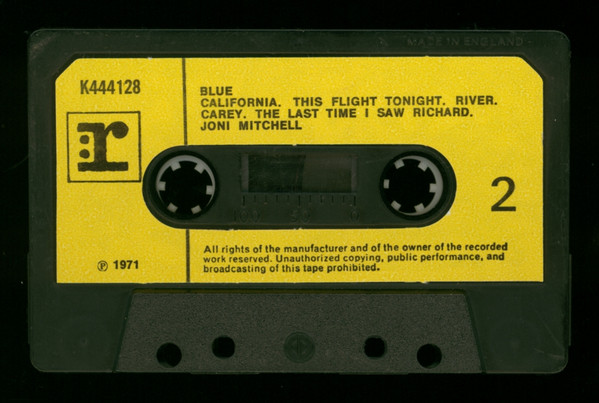 MADE IN ENGLAND
K444128
BLUE
CALIFORNIA. THIS FLIGHT TONIGHT. RIVER.
CAREY. THE LAST TIME I SAW RICHARD.
JONI MITCHELL
r
2
All rights of the manufacturer and of the owner of the recorded
work reserved. Unauthorized copying, public performance, and
broadcasting of this tape prohibited.
℗ 1971